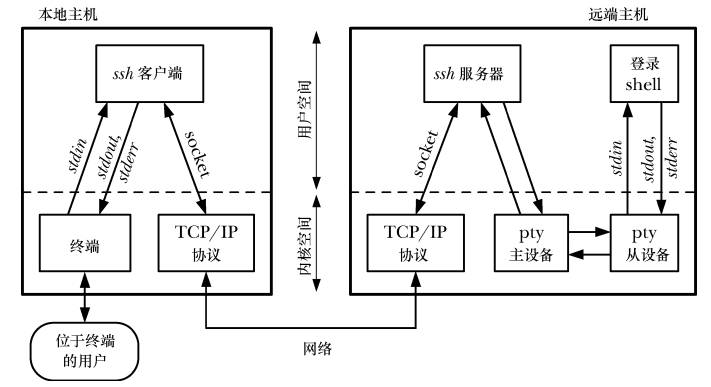 本地主机
远端主机
ssh 客户端
ssh 服务器
登录
shell
用户空间
stdin
stdout,
stderr
socket
socket
stdin
stdout,
stderr
内核空间
终端
TCP/IP
协议
TCP/IP
协议
pty
主设备
pty
从设备
位于终端
的用户
网络